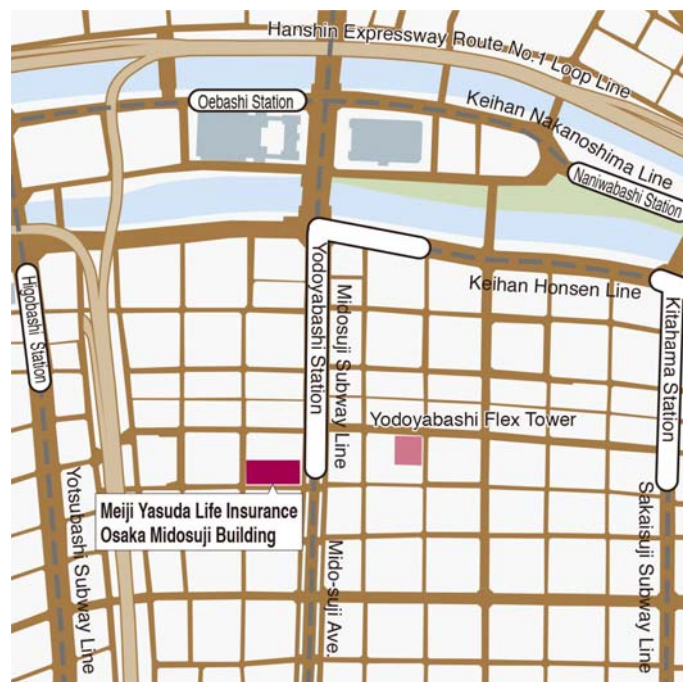 Hanshin Expressway Route No.1 Loop Line
Oebashi Station
Keihan Nakanoshima Line
Naniwabashi Station
Higobashi Station
Yodoyabashi Station
Midosuji Subway Line
Keihan Honsen Line
Kitahama Station
Yodoyabashi Flex Tower
Meiji Yasuda Life Insurance
Osaka Midosuji Building
Yotsubashi Subway Line
Mido-suji Ave.
Sakaisuji Subway Line